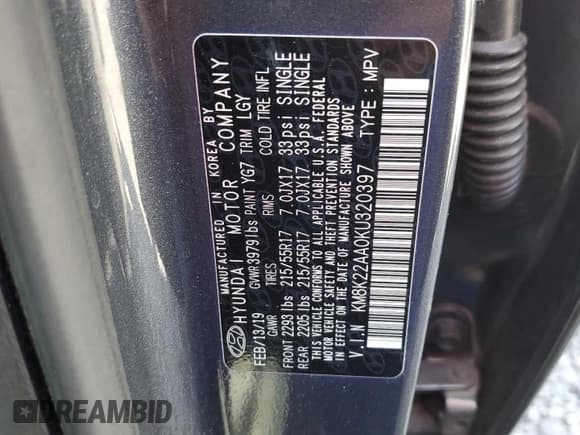 MANUFACTURED IN KOREA BY
HYUNDAI MOTOR COMPANY
FEB/13/19 GVWR 3979 lbs PAINT YG7 TRIM LGY
GAWR TIRES RIMS COLD TIRE INFL
FRONT 2293 lbs 215/55R17 7.0JX17 33psi SINGLE
REAR 2205 lbs 215/55R17 7.0JX17 33psi SINGLE
THIS VEHICLE CONFORMS TO ALL APPLICABLE U.S.A. FEDERAL
MOTOR VEHICLE SAFETY AND THEFT PREVENTION STANDARDS
IN EFFECT ON THE DATE OF MANUFACTURE SHOWN ABOVE
V.I.N KM8K22AA0KU320397 TYPE : MPV
DREAMBID